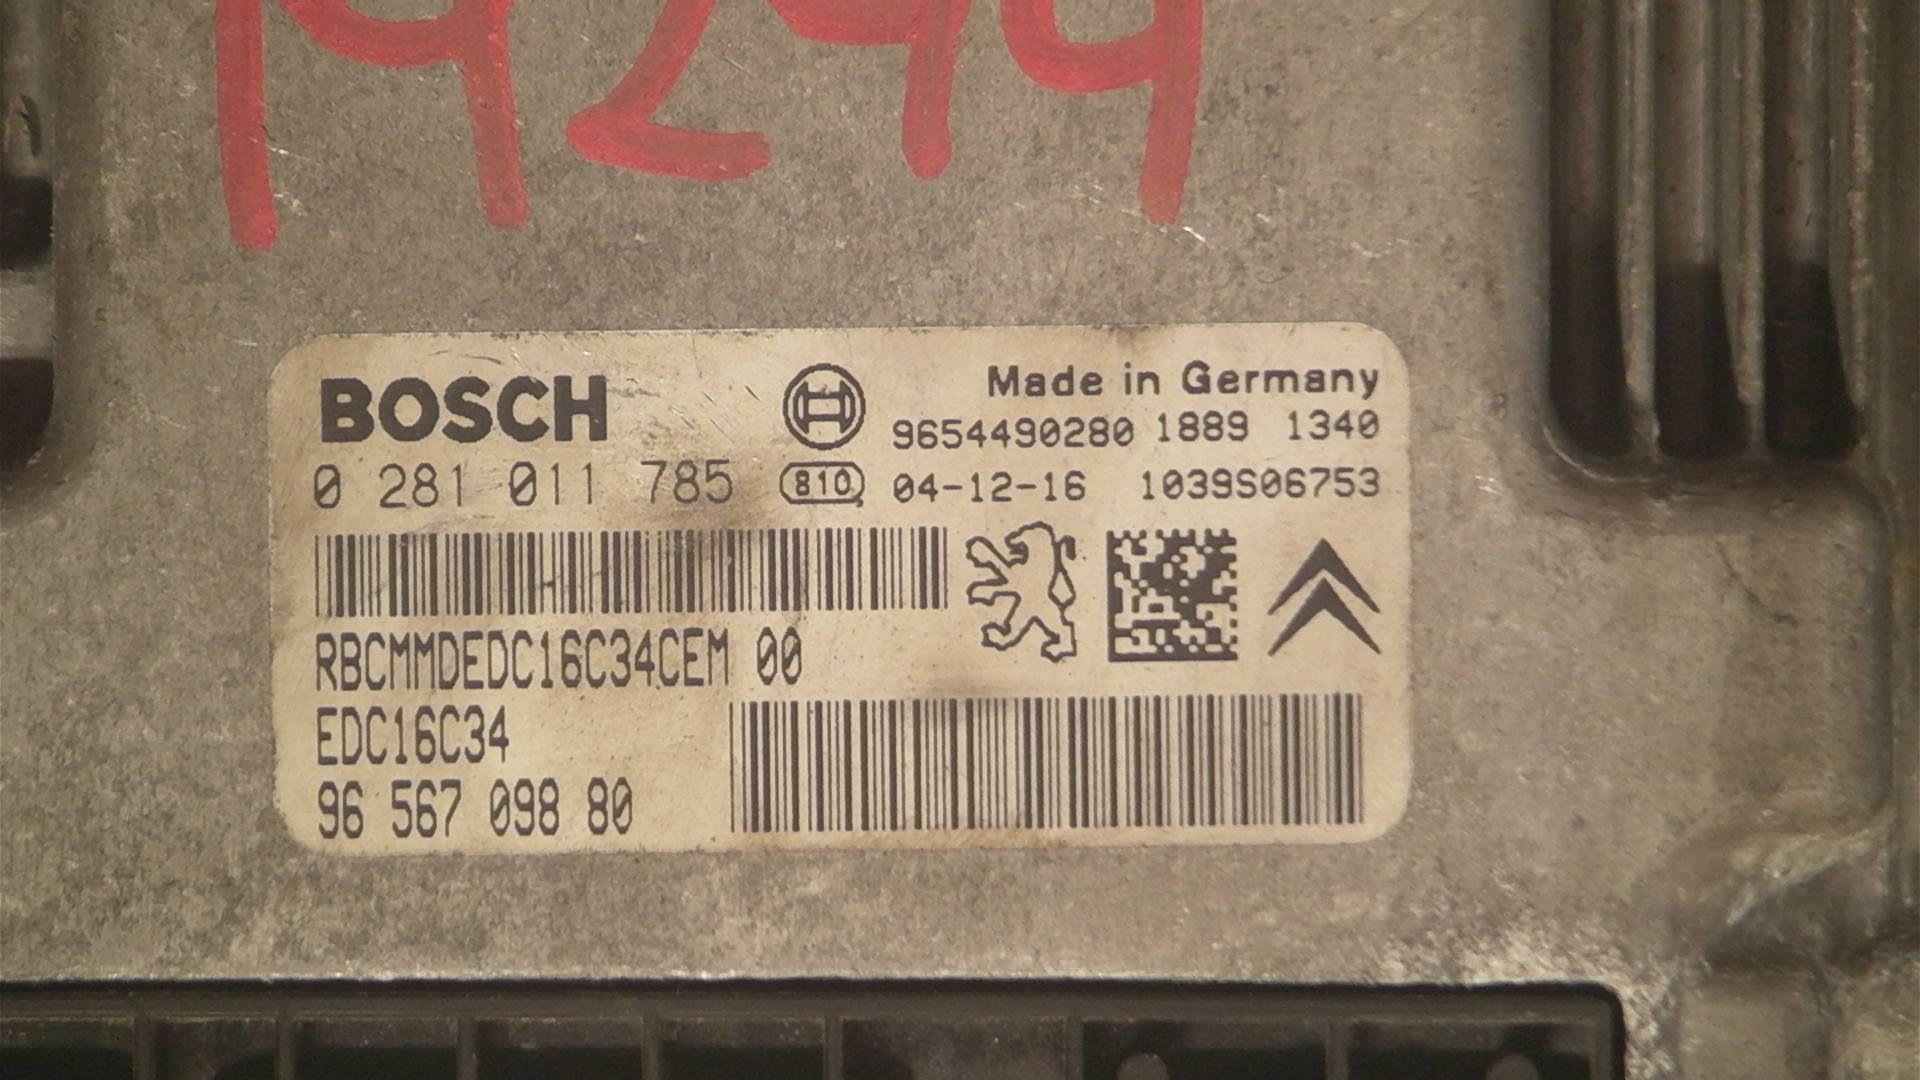 14294
BOSCH
Made in Germany
9654490280 1889 1340
0 281 011 785
810
04-12-16 1039S06753
RBCMMDEDC16C34CEM 00
EDC16C34
96 567 098 80